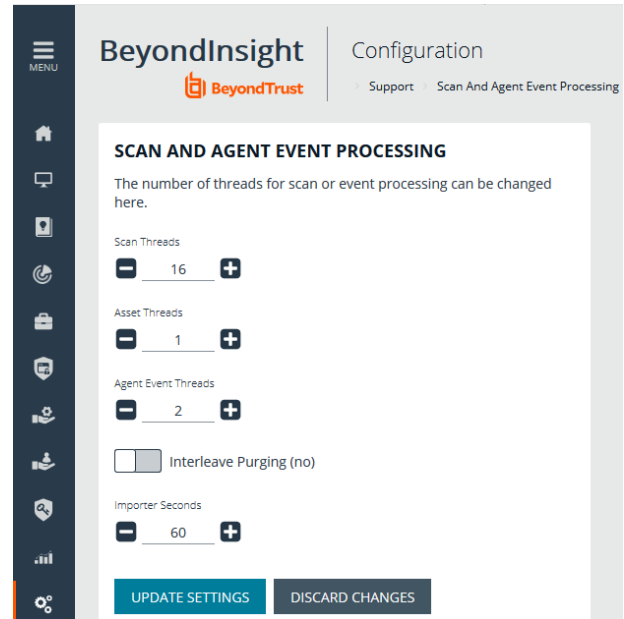 MENU
BeyondInsight
BeyondTrust
Configuration
Support Scan And Agent Event Processing
SCAN AND AGENT EVENT PROCESSING
The number of threads for scan or event processing can be changed
here.
Scan Threads
16
Asset Threads
1
Agent Event Threads
2
Interleave Purging (no)
Importer Seconds
60
UPDATE SETTINGS DISCARD CHANGES